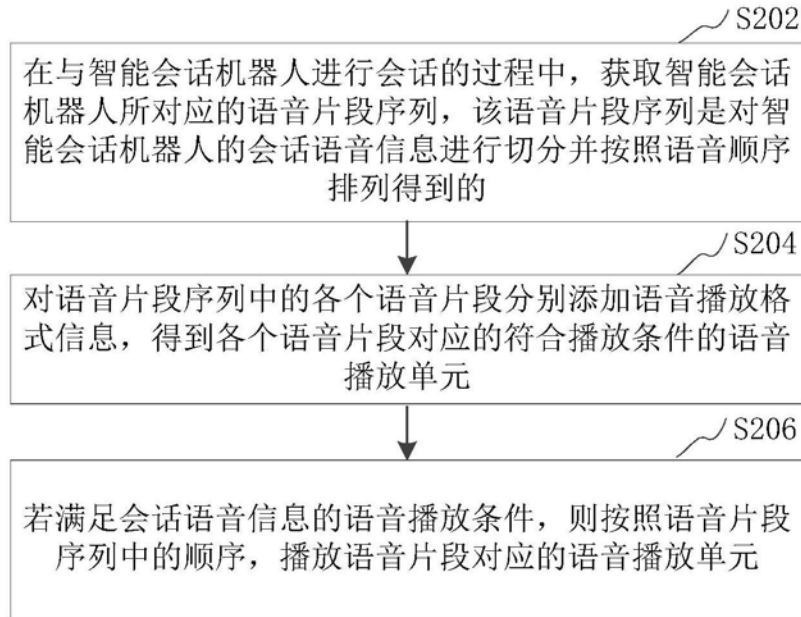 S202
在与智能会话机器人进行会话的过程中，获取智能会话
机器人所对应的语音片段序列，该语音片段序列是对智
能会话机器人的会话语音信息进行切分并按照语音顺序
排列得到的
S204
对语音片段序列中的各个语音片段分别添加语音播放格
式信息，得到各个语音片段对应的符合播放条件的语音
播放单元
S206
若满足会话语音信息的语音播放条件，则按照语音片段
序列中的顺序，播放语音片段对应的语音播放单元